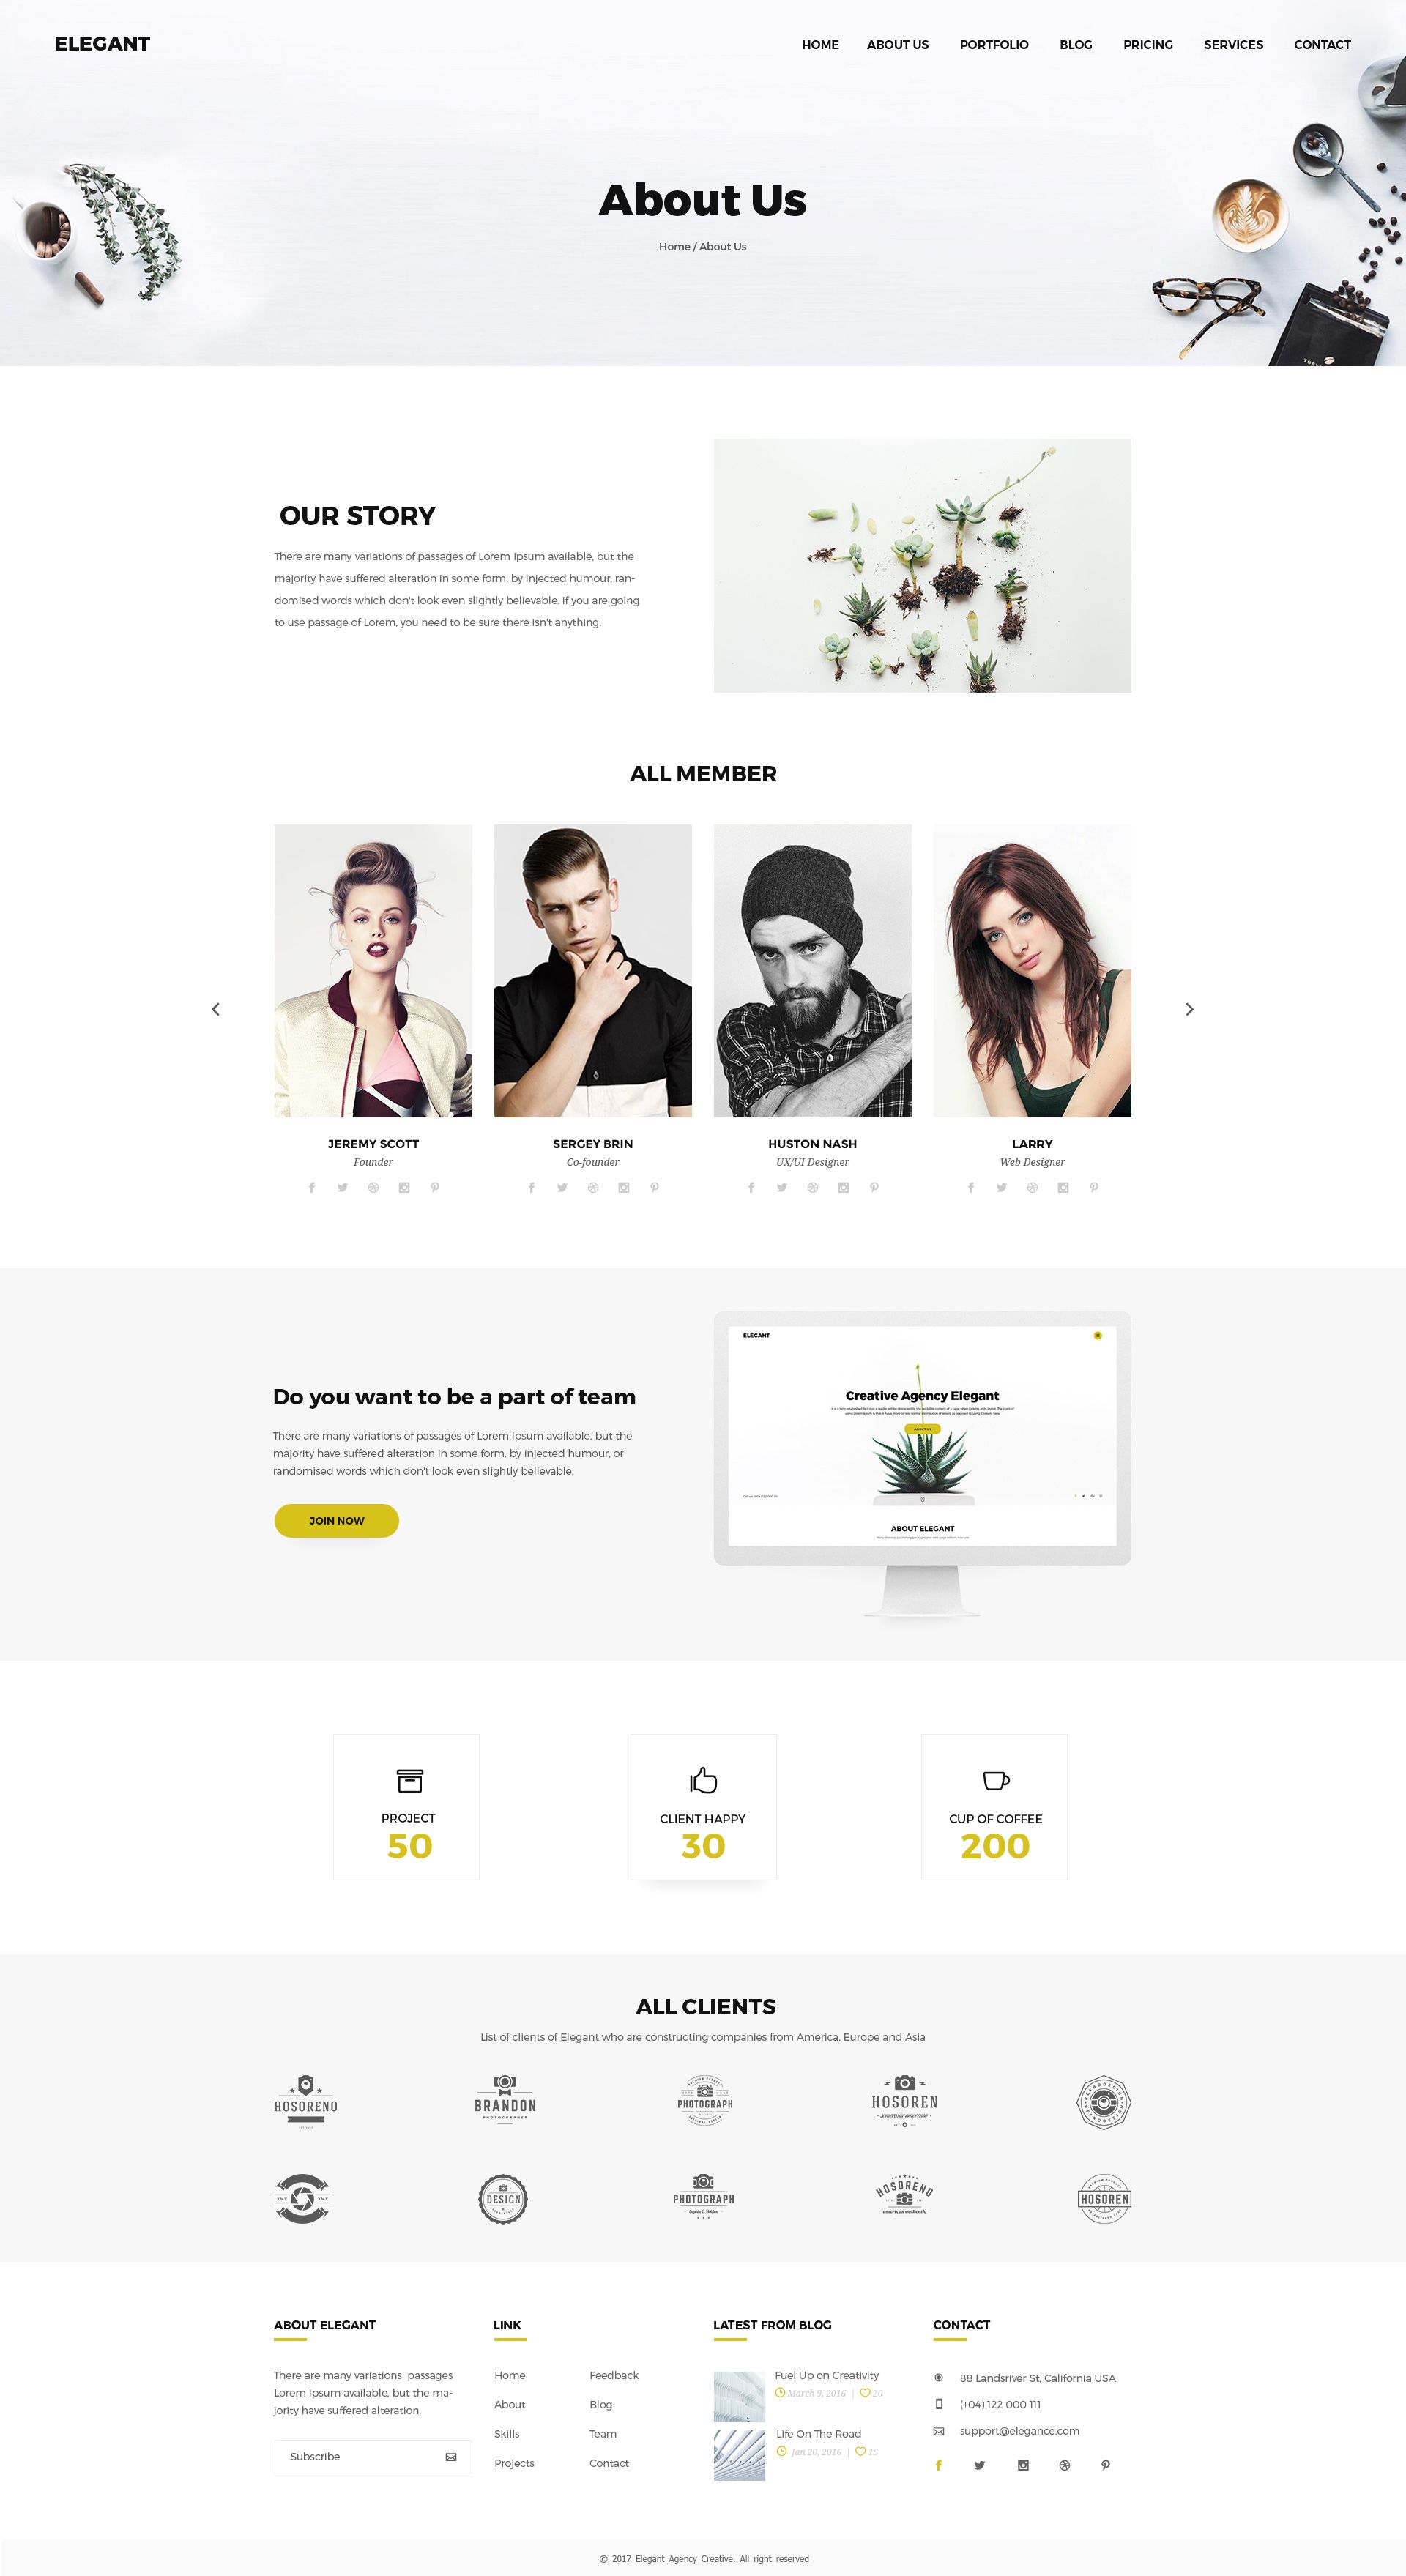 ELEGANT
HOME ABOUT US PORTFOLIO BLOG PRICING SERVICES CONTACT
About Us
Home / About Us
OUR STORY
There are many variations of passages of Lorem Ipsum available, but the
majority have suffered alteration in some form, by injected humour, ran-
domised words which don't look even slightly believable. If you are going
to use passage of Lorem, you need to be sure there isn't anything.
ALL MEMBER
JEREMY SCOTT
Founder
SERGEY BRIN
Co-founder
HUSTON NASH
UX/UI Designer
LARRY
Web Designer
Do you want to be a part of team
There are many variations of passages of Lorem Ipsum available, but the
majority have suffered alteration in some form, by injected humour, or
randomised words which don't look even slightly believable.
JOIN NOW
ELEGANT
Creative Agency Elegant
ABOUT US
ABOUT ELEGANT
PROJECT
50
CLIENT HAPPY
30
CUP OF COFFEE
200
ALL CLIENTS
List of clients of Elegant who are constructing companies from America, Europe and Asia
HOSORENO
BRANDON
PHOTOGRAPHER
PHOTOGRAPH
HOSOREN
DESIGN
PHOTOGRAPH
HOSORENO
american authentic
HOSOREN
ABOUT ELEGANT
There are many variations passages
Lorem Ipsum available, but the ma-
jority have suffered alteration.
Subscribe
LINK
Home
About
Skills
Projects
Feedback
Blog
Team
Contact
LATEST FROM BLOG
Fuel Up on Creativity
March 9, 2016 | 20
Life On The Road
Jan 20, 2016 | 15
CONTACT
88 Landsriver St, California USA.
(+04) 122 000 111
support@elegance.com
© 2017 Elegant Agency Creative. All right reserved